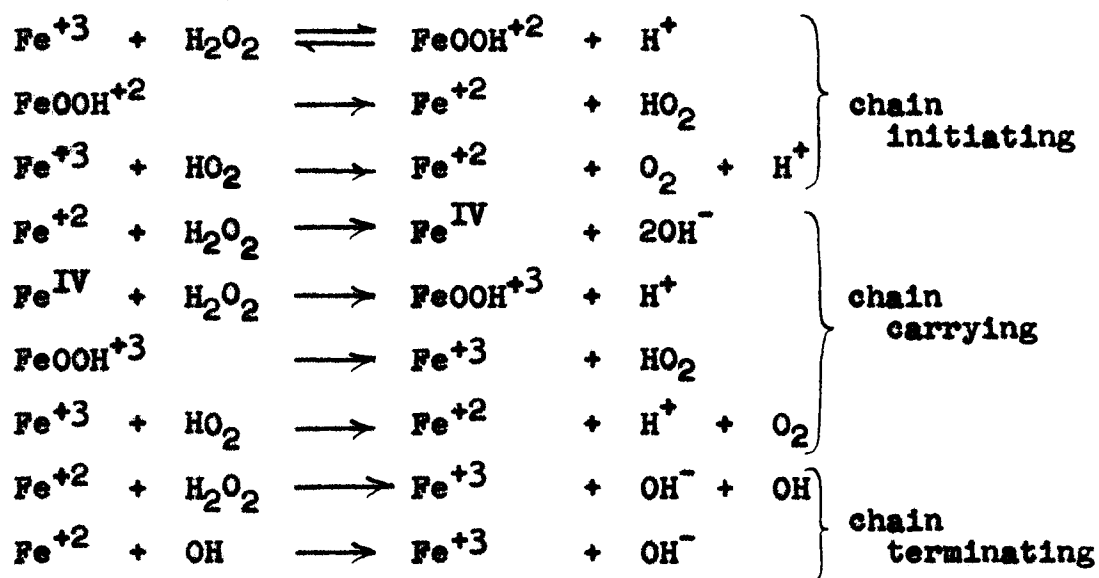 Fe⁺³ + H₂O₂ ⇌ FeOOH⁺² + H⁺
FeOOH⁺² ⟶ Fe⁺² + HO₂
chain
initiating
Fe⁺³ + HO₂ ⟶ Fe⁺² + O₂ + H⁺
Fe⁺² + H₂O₂ ⟶ Feᴵⱽ + 2OH⁻
Feᴵⱽ + H₂O₂ ⟶ FeOOH⁺³ + H⁺
chain
carrying
FeOOH⁺³ ⟶ Fe⁺³ + HO₂
Fe⁺³ + HO₂ ⟶ Fe⁺² + H⁺ + O₂
Fe⁺² + H₂O₂ ⟶ Fe⁺³ + OH⁻ + OH
chain
terminating
Fe⁺² + OH ⟶ Fe⁺³ + OH⁻